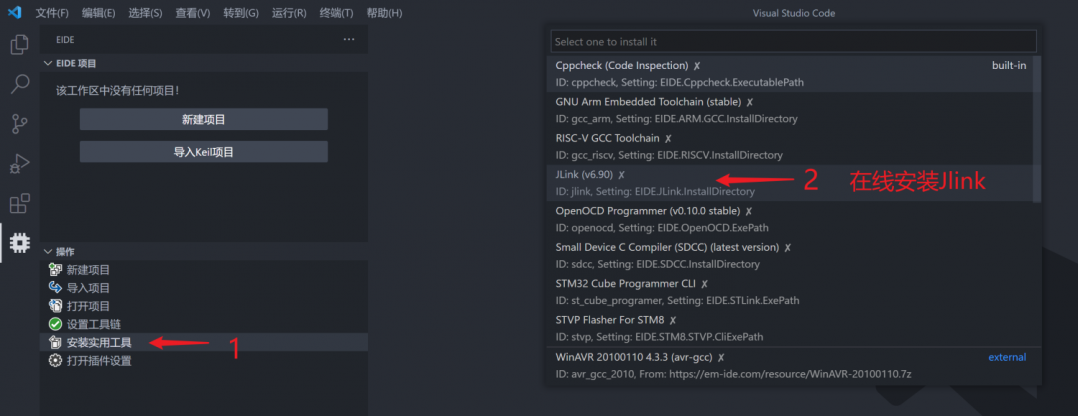 文件(F) 编辑(E) 选择(S) 查看(V) 转到(G) 运行(R) 终端(T) 帮助(H) Visual Studio Code
EIDE
EIDE 项目
该工作区中没有任何项目!
新建项目
导入Keil项目
操作
新建项目
导入项目
打开项目
设置工具链
安装实用工具
1
打开插件设置
Select one to install it
Cppcheck (Code Inspection) ✗ built-in
ID: cppcheck, Setting: EIDE.Cppcheck.ExecutablePath
GNU Arm Embedded Toolchain (stable) ✗
ID: gcc_arm, Setting: EIDE.ARM.GCC.InstallDirectory
RISC-V GCC Toolchain ✗
ID: gcc_riscv, Setting: EIDE.RISCV.InstallDirectory
JLink (v6.90) ✗
ID: jlink, Setting: EIDE.JLink.InstallDirectory
2 在线安装Jlink
OpenOCD Programmer (v0.10.0 stable) ✗
ID: openocd, Setting: EIDE.OpenOCD.ExePath
Small Device C Compiler (SDCC) (latest version) ✗
ID: sdcc, Setting: EIDE.SDCC.InstallDirectory
STM32 Cube Programmer CLI ✗
ID: st_cube_programer, Setting: EIDE.STLink.ExePath
STVP Flasher For STM8 ✗
ID: stvp, Setting: EIDE.STM8.STVP.CliExePath
WinAVR 20100110 4.3.3 (avr-gcc) ✗ external
ID: avr_gcc_2010, From: https://em-ide.com/resource/WinAVR-20100110.7z